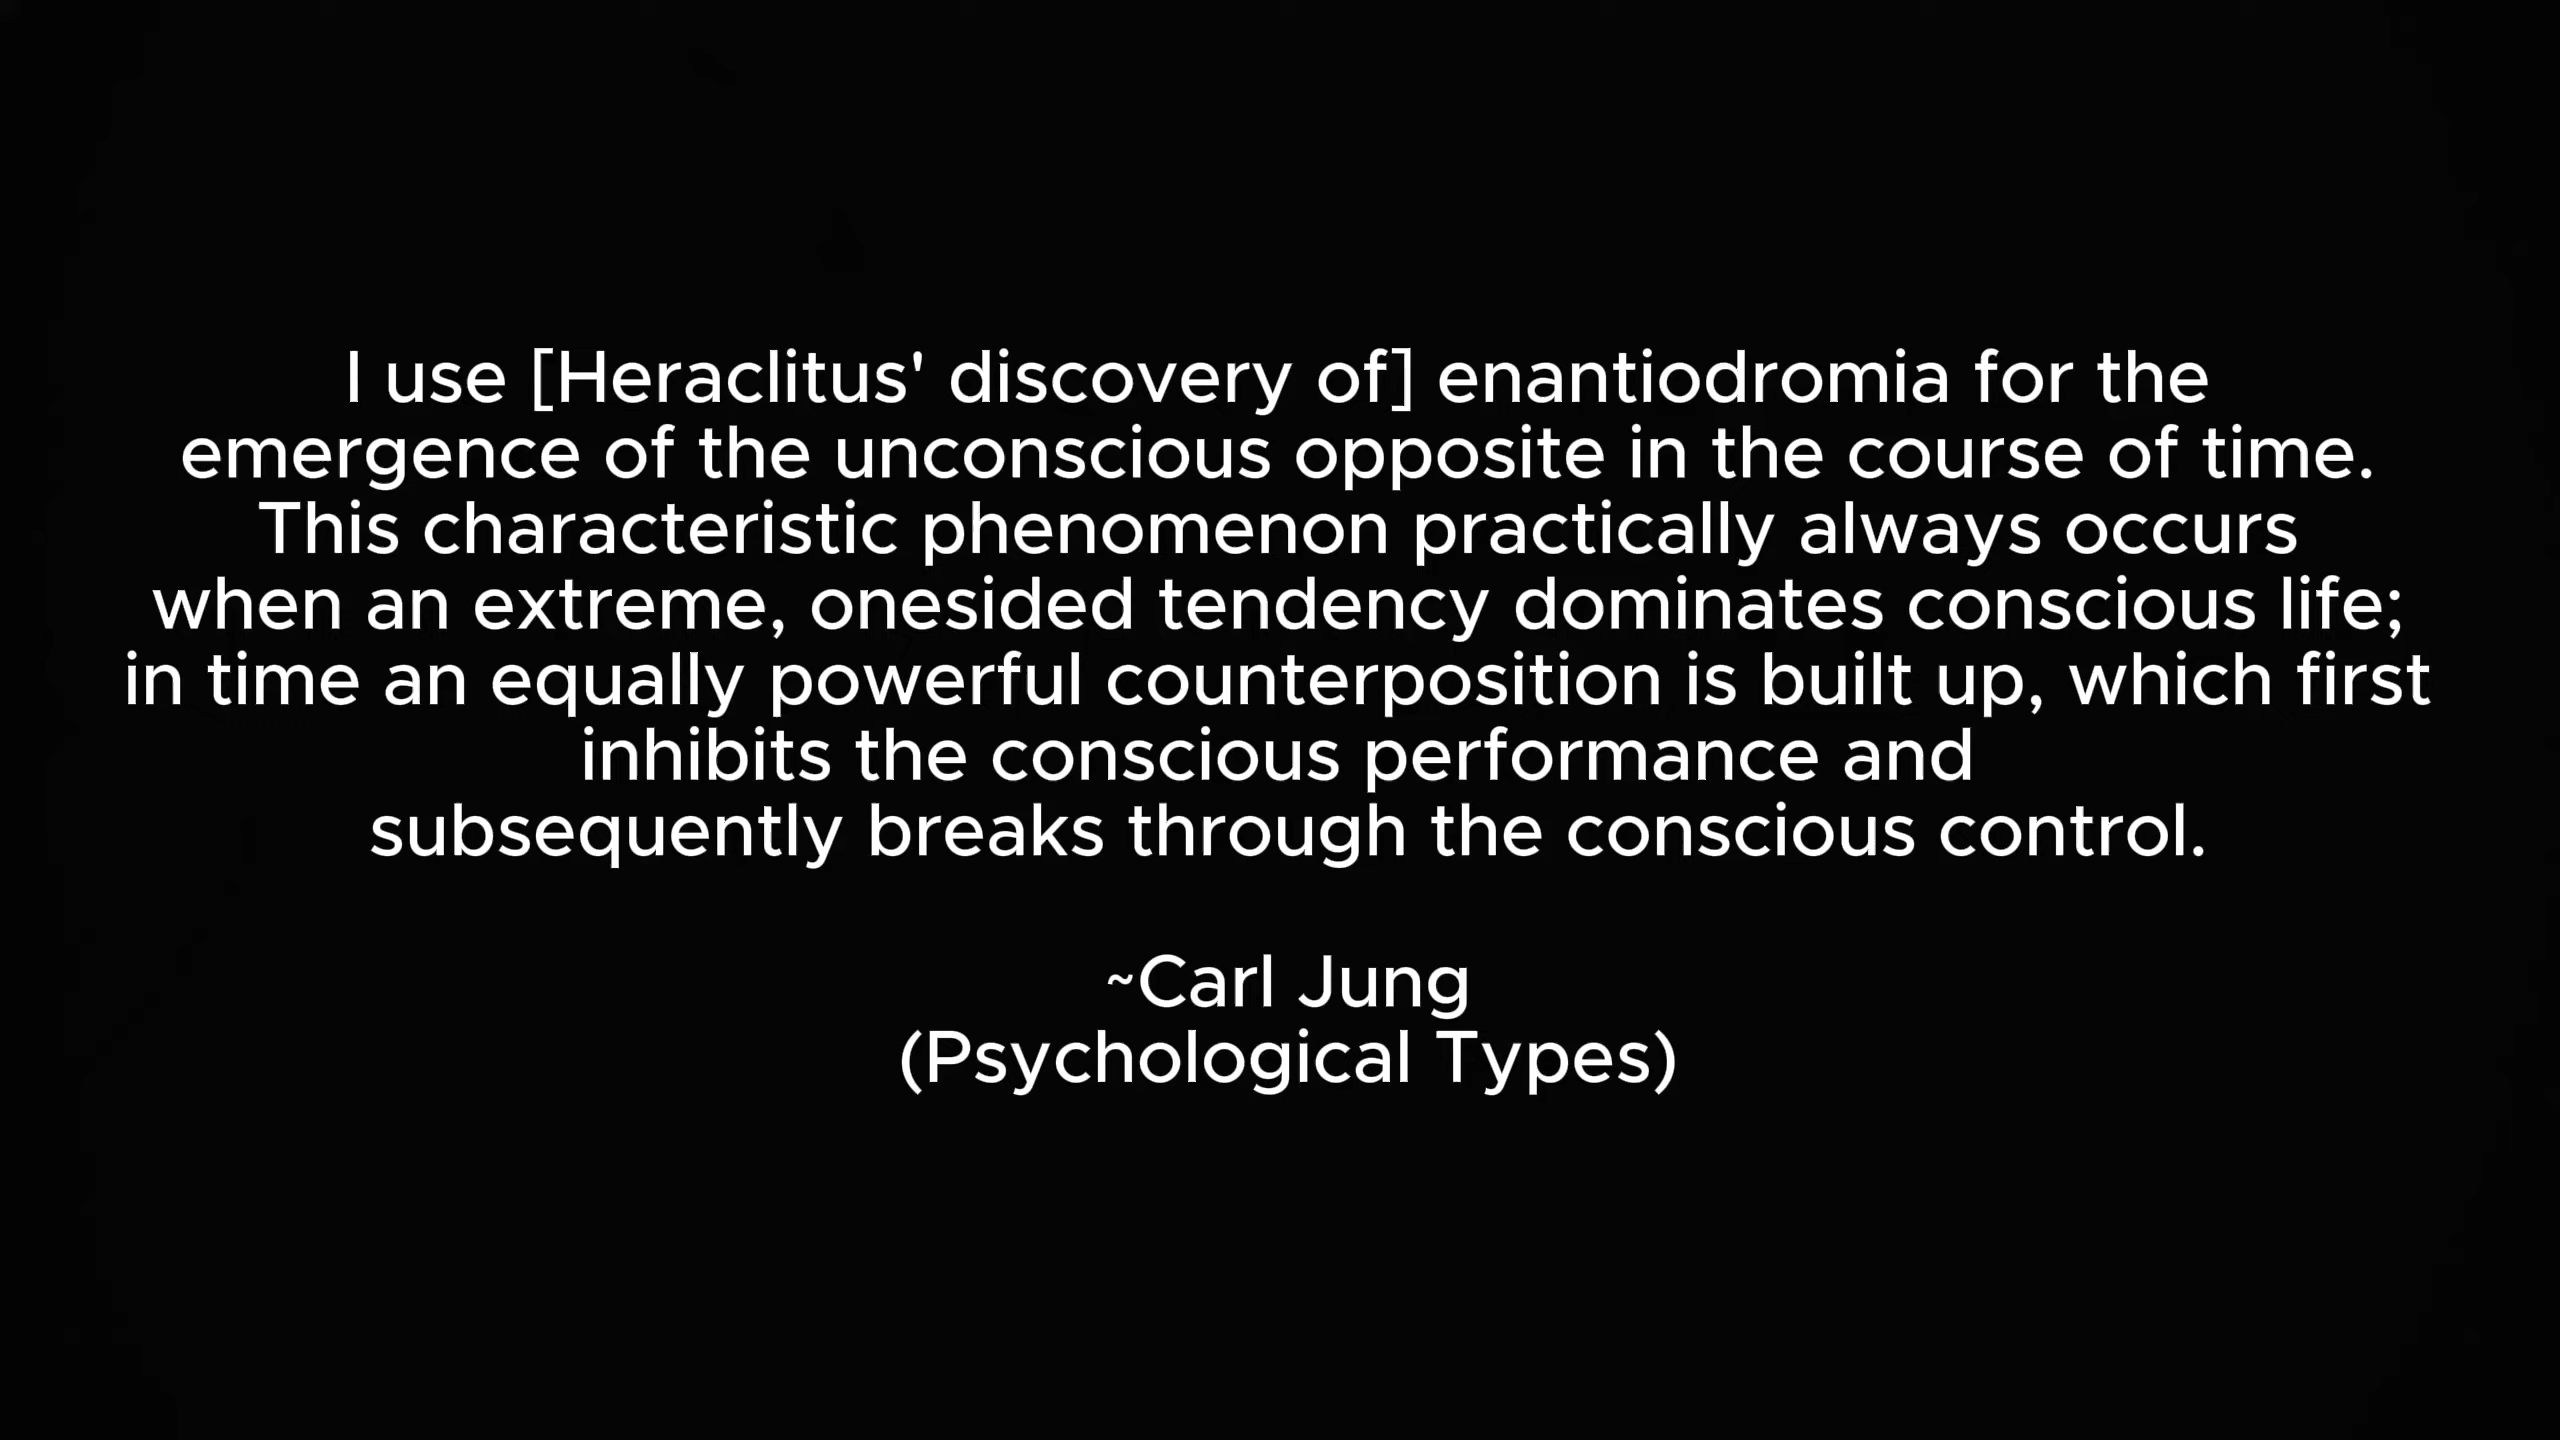 I use [Heraclitus' discovery of] enantiodromia for the
emergence of the unconscious opposite in the course of time.
This characteristic phenomenon practically always occurs
when an extreme, onesided tendency dominates conscious life;
in time an equally powerful counterposition is built up, which first
inhibits the conscious performance and
subsequently breaks through the conscious control.
~Carl Jung
(Psychological Types)